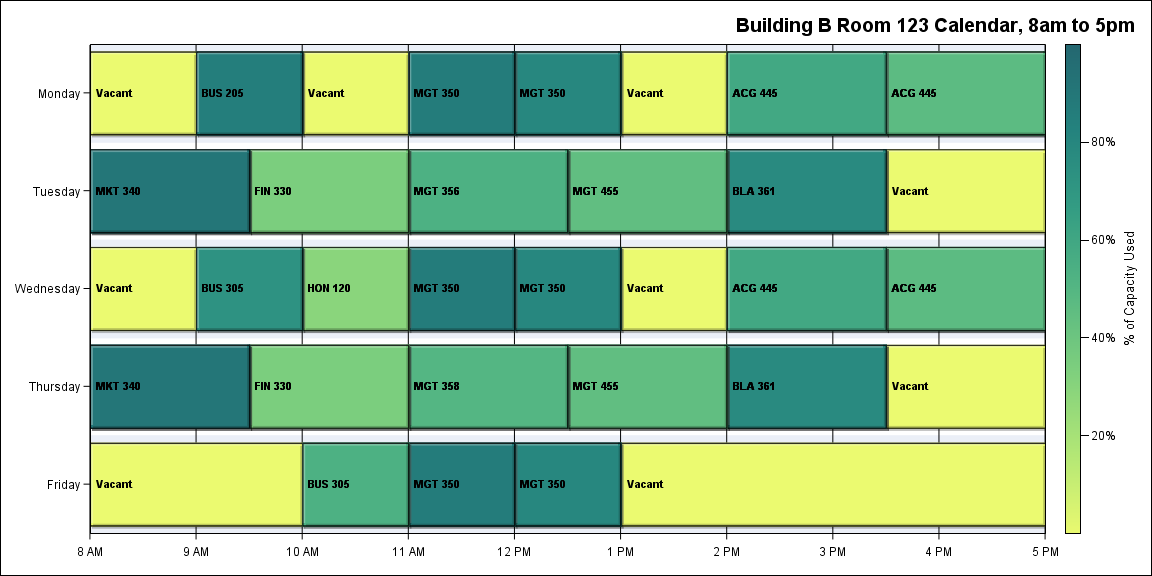 Building B Room 123 Calendar, 8am to 5pm
Monday
Vacant
BUS 205
Vacant
MGT 350
MGT 350
Vacant
ACG 445
ACG 445
Tuesday
MKT 340
FIN 330
MGT 356
MGT 455
BLA 361
Vacant
Wednesday
Vacant
BUS 305
HON 120
MGT 350
MGT 350
Vacant
ACG 445
ACG 445
Thursday
MKT 340
FIN 330
MGT 358
MGT 455
BLA 361
Vacant
Friday
Vacant
BUS 305
MGT 350
MGT 350
Vacant
8 AM
9 AM
10 AM
11 AM
12 PM
1 PM
2 PM
3 PM
4 PM
5 PM
80%
60%
40%
20%
% of Capacity Used